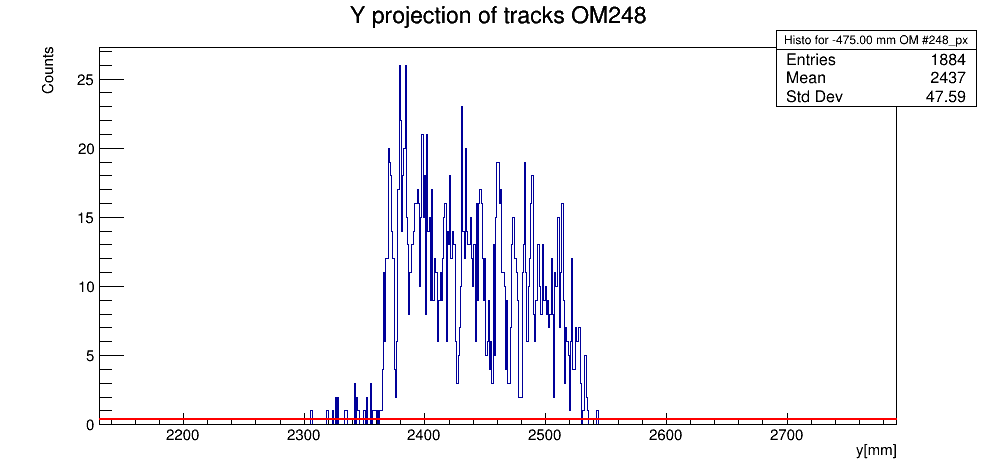 Y projection of tracks OM248
Histo for -475.00 mm OM #248_px
Entries 1884
Mean 2437
Std Dev 47.59
Counts
25
20
15
10
5
0
2200 2300 2400 2500 2600 2700
y[mm]